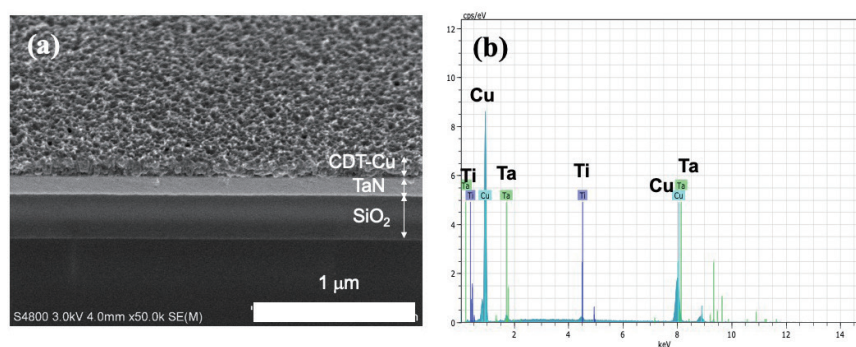 (a)
CDT-Cu
TaN
SiO₂
1 μm
S4800 3.0kV 4.0mm x50.0k SE(M)
cps/eV
(b)
12
10
8
6
4
2
0
Cu
Ti
Ta
Ti
Cu
Ta
Ta
Ti
Cu
Ta
Ti
Ta
Cu
2
4
6
8
10
12
14
keV